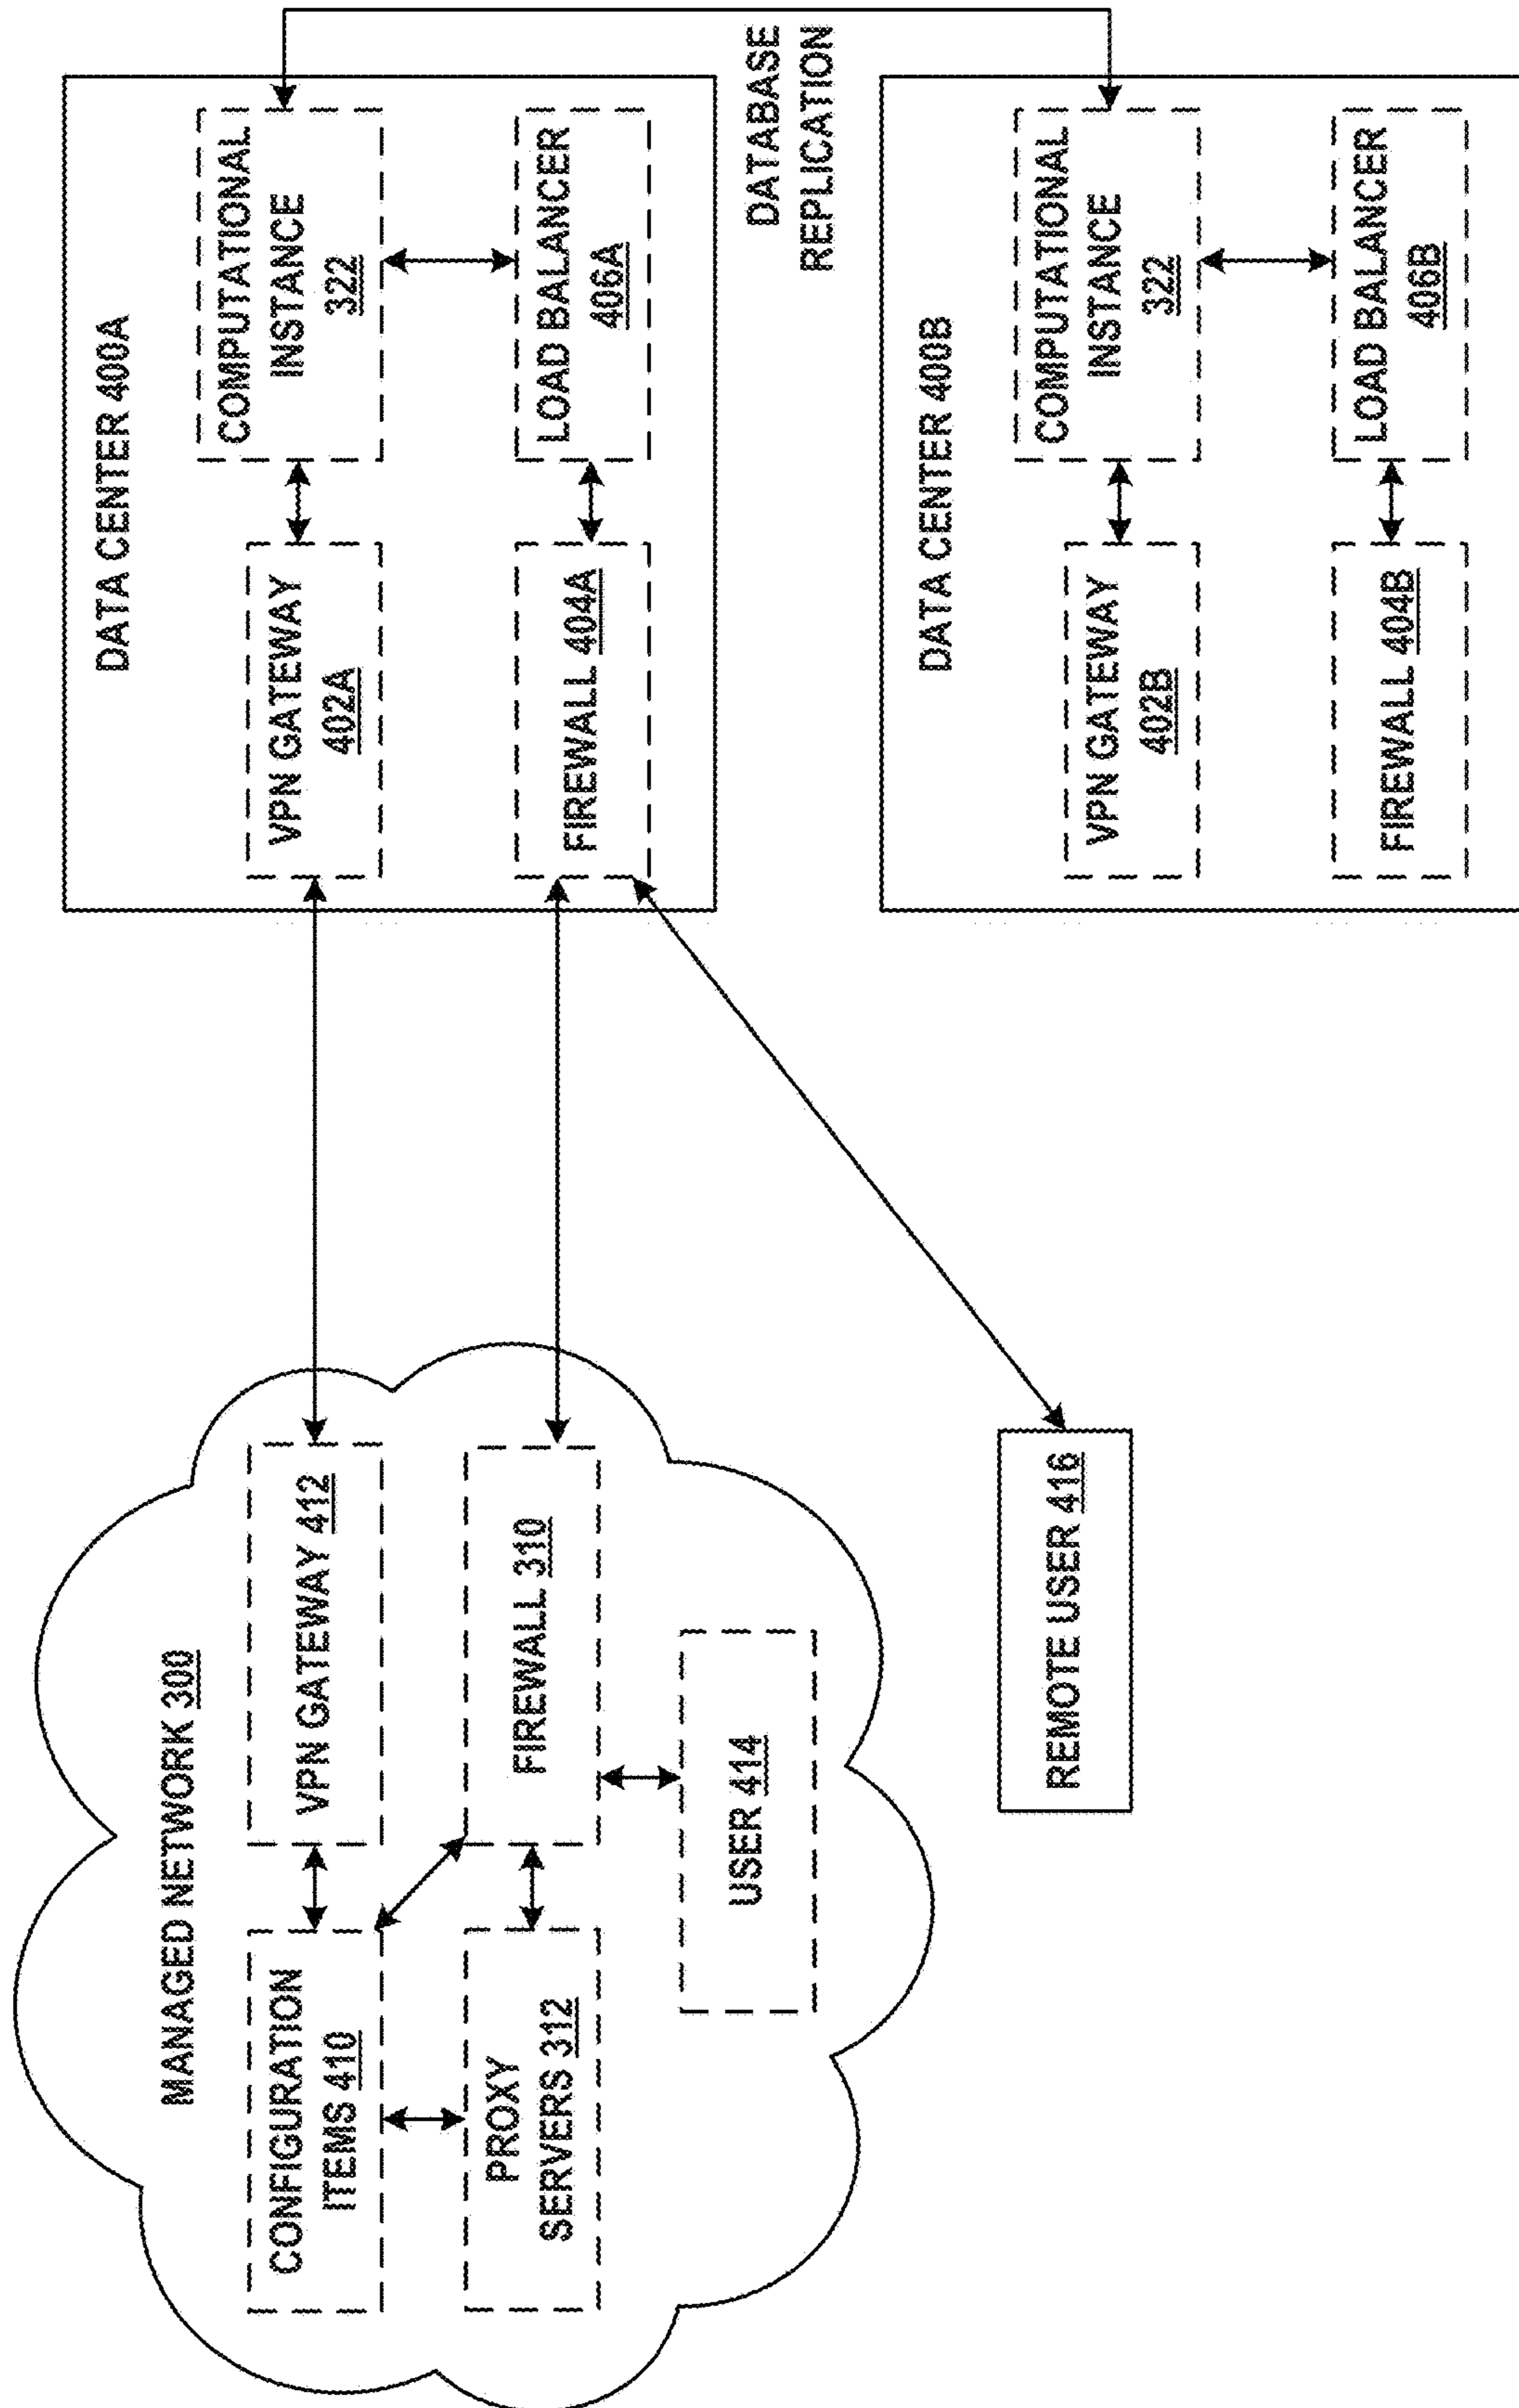 MANAGED NETWORK 300
CONFIGURATION
ITEMS 410
VPN GATEWAY 412
PROXY
SERVERS 312
FIREWALL 310
USER 414
REMOTE USER 416
DATA CENTER 400A
VPN GATEWAY
402A
COMPUTATIONAL
INSTANCE
322
FIREWALL 404A
LOAD BALANCER
406A
DATABASE
REPLICATION
DATA CENTER 400B
VPN GATEWAY
402B
COMPUTATIONAL
INSTANCE
322
FIREWALL 404B
LOAD BALANCER
406B